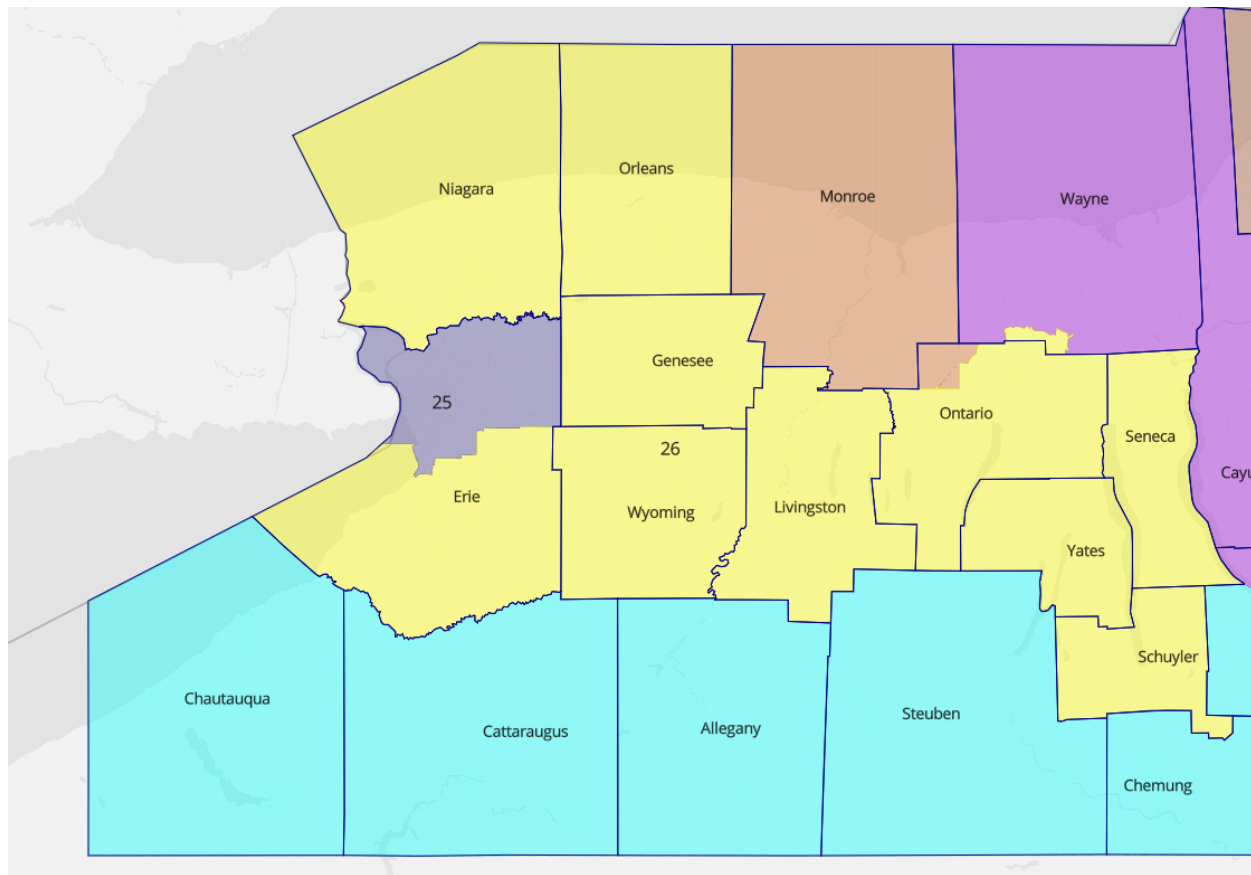 Orleans
Niagara
Monroe
Wayne
Genesee
25
Ontario
Seneca
26
Cayu
Erie
Livingston
Wyoming
Yates
Schuyler
Chautauqua
Steuben
Allegany
Cattaraugus
Chemung